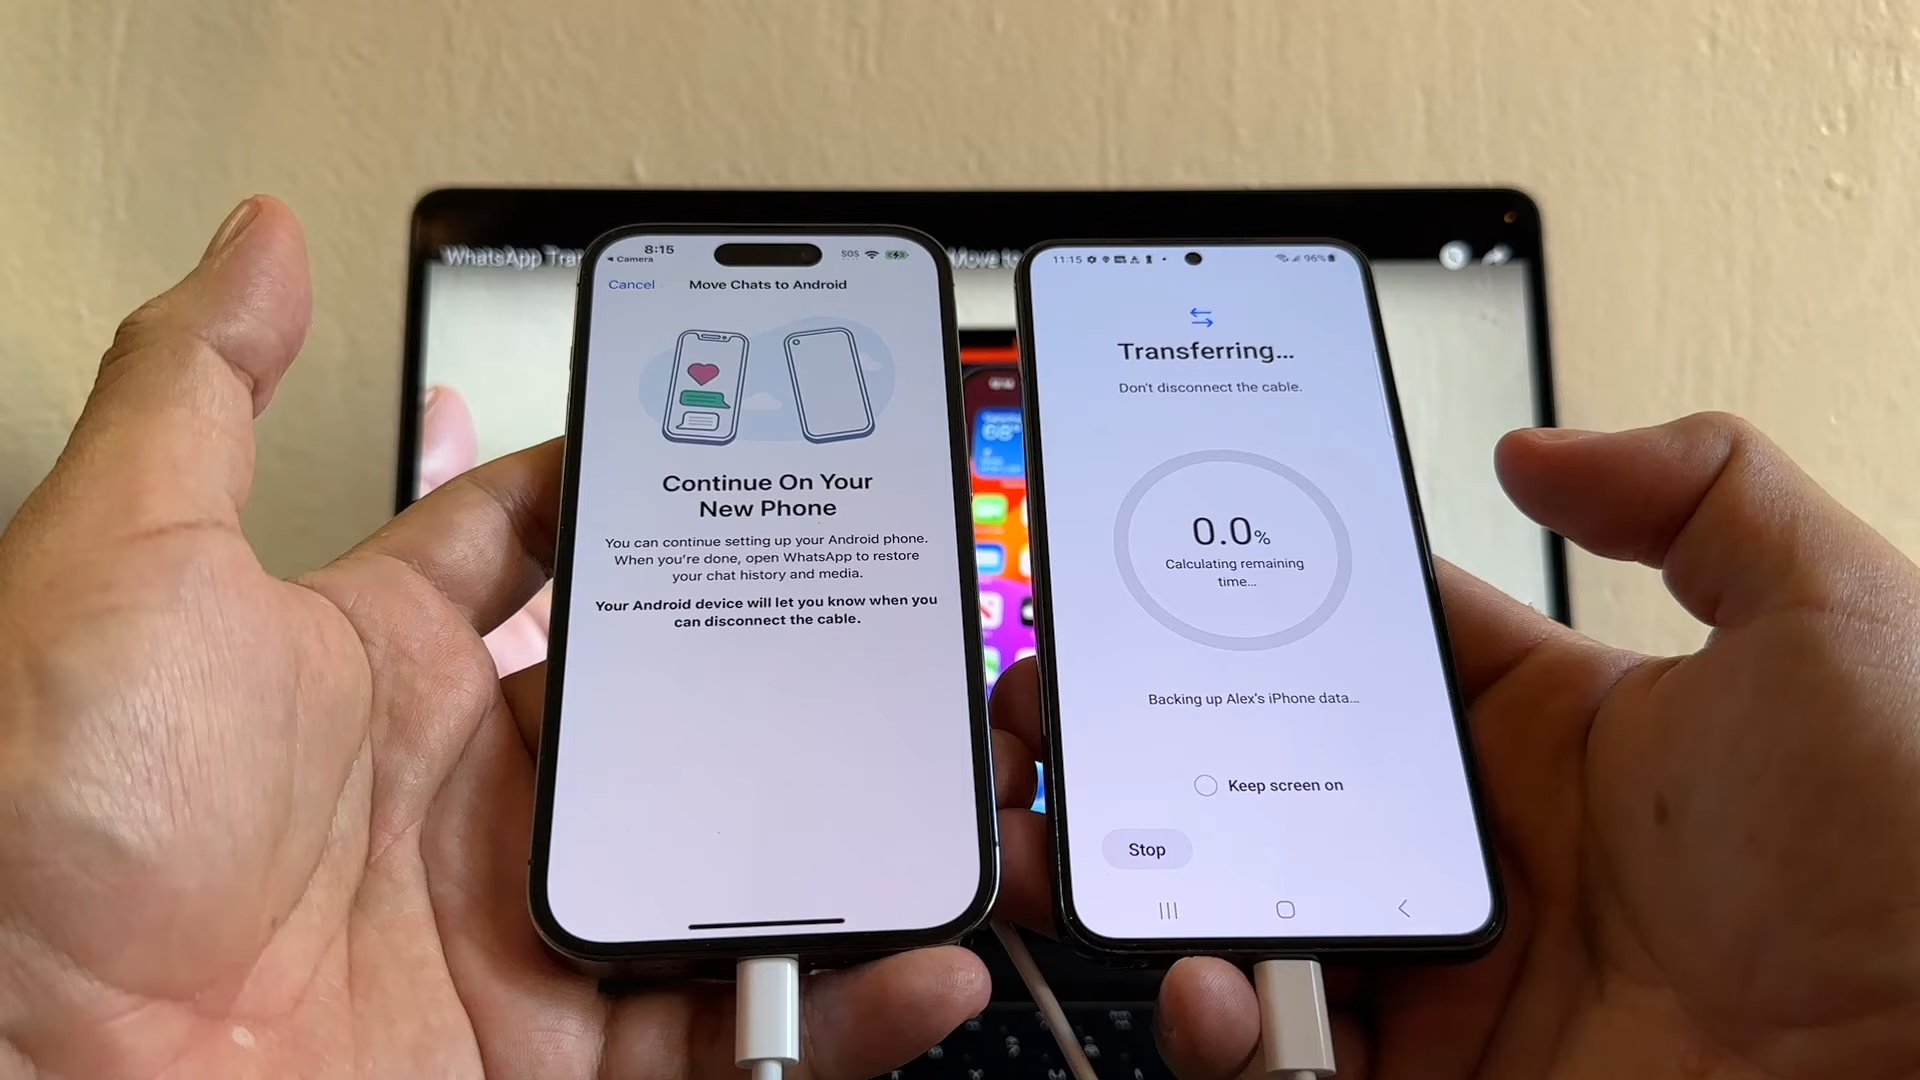 WhatsApp Tra
Move to
8:15
SOS
Camera
Cancel
Move Chats to Android
Continue On Your
New Phone
You can continue setting up your Android phone.
When you're done, open WhatsApp to restore
your chat history and media.
Your Android device will let you know when you
can disconnect the cable.
11:15
96%
Transferring...
Don't disconnect the cable.
0.0%
Calculating remaining
time...
Backing up Alex's iPhone data...
Keep screen on
Stop